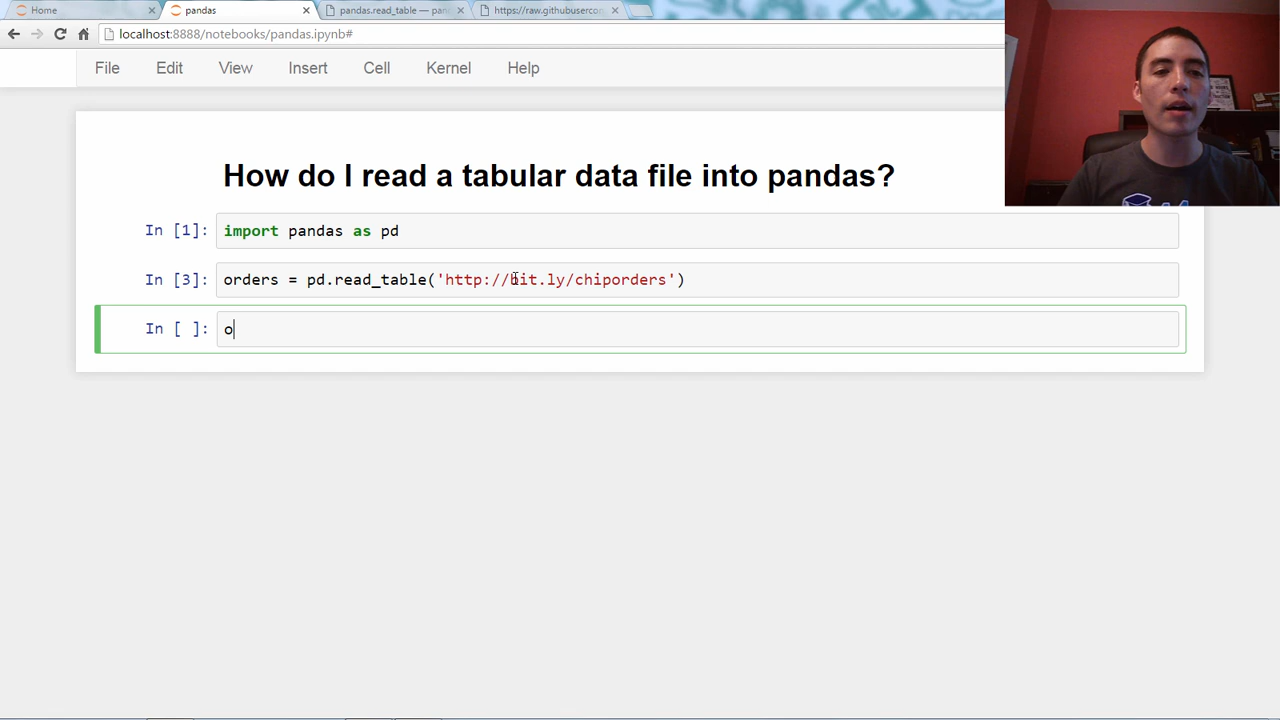 Home
pandas
pandas.read_table — pan
https://raw.githubuserco
localhost:8888/notebooks/pandas.ipynb#
File Edit View Insert Cell Kernel Help
How do I read a tabular data file into pandas?
In [1]: import pandas as pd
In [3]: orders = pd.read_table('http://bit.ly/chiporders')
In [ ]: o